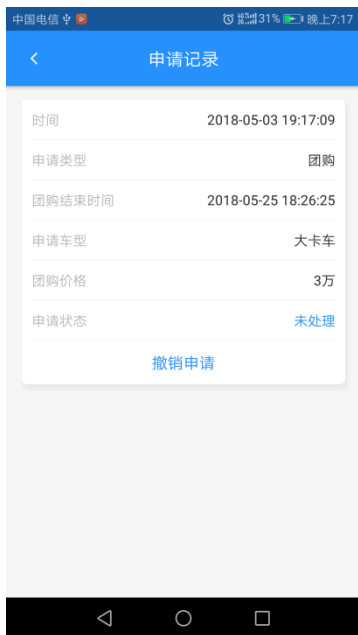 中国电信 31% 晚上7:17
申请记录
时间 2018-05-03 19:17:09
申请类型 团购
团购结束时间 2018-05-25 18:26:25
申请车型 大卡车
团购价格 3万
申请状态 未处理
撤销申请